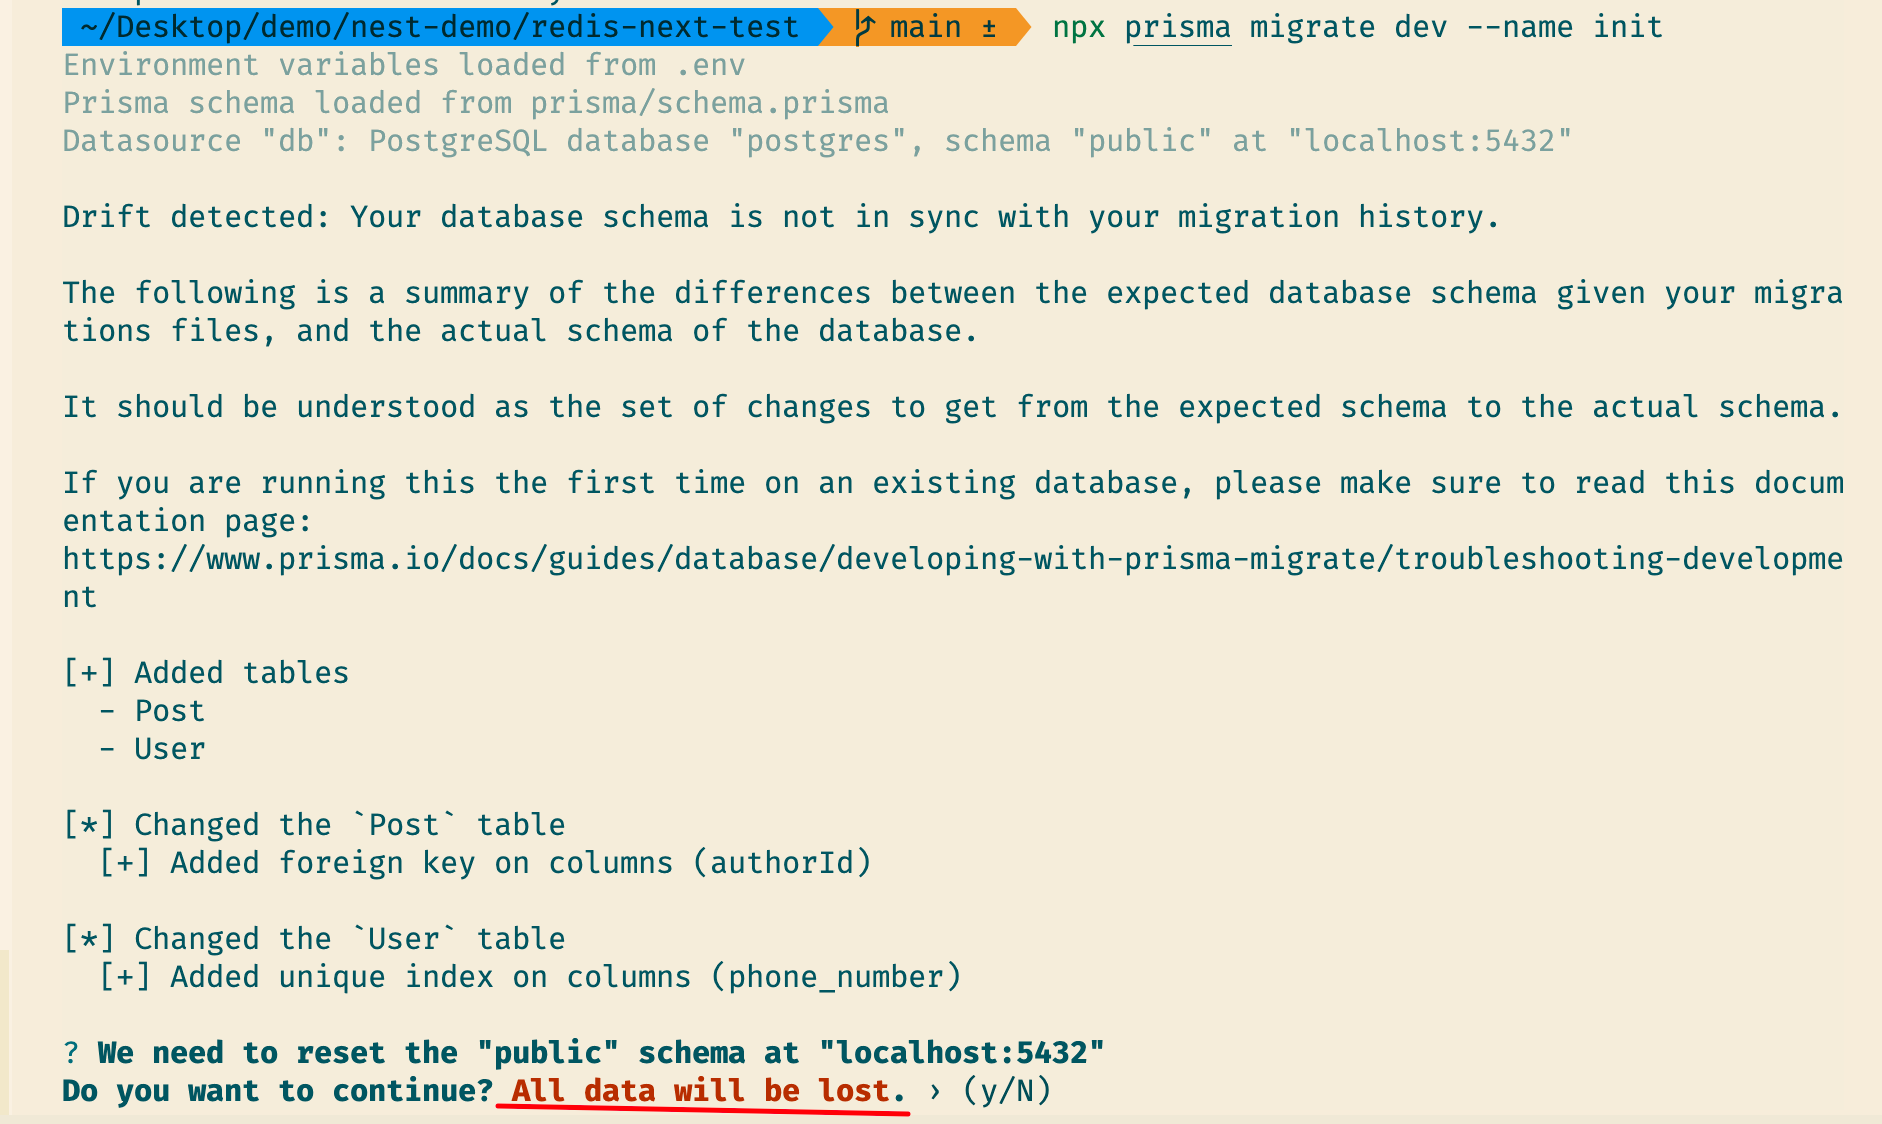 ~/Desktop/demo/nest-demo/redis-next-test main ± npx prisma migrate dev --name init
Environment variables loaded from .env
Prisma schema loaded from prisma/schema.prisma
Datasource "db": PostgreSQL database "postgres", schema "public" at "localhost:5432"
Drift detected: Your database schema is not in sync with your migration history.
The following is a summary of the differences between the expected database schema given your migra
tions files, and the actual schema of the database.
It should be understood as the set of changes to get from the expected schema to the actual schema.
If you are running this the first time on an existing database, please make sure to read this docum
entation page:
https://www.prisma.io/docs/guides/database/developing-with-prisma-migrate/troubleshooting-developme
nt
[+] Added tables
- Post
- User
[*] Changed the `Post` table
[+] Added foreign key on columns (authorId)
[*] Changed the `User` table
[+] Added unique index on columns (phone_number)
? We need to reset the "public" schema at "localhost:5432"
Do you want to continue? All data will be lost. › (y/N)